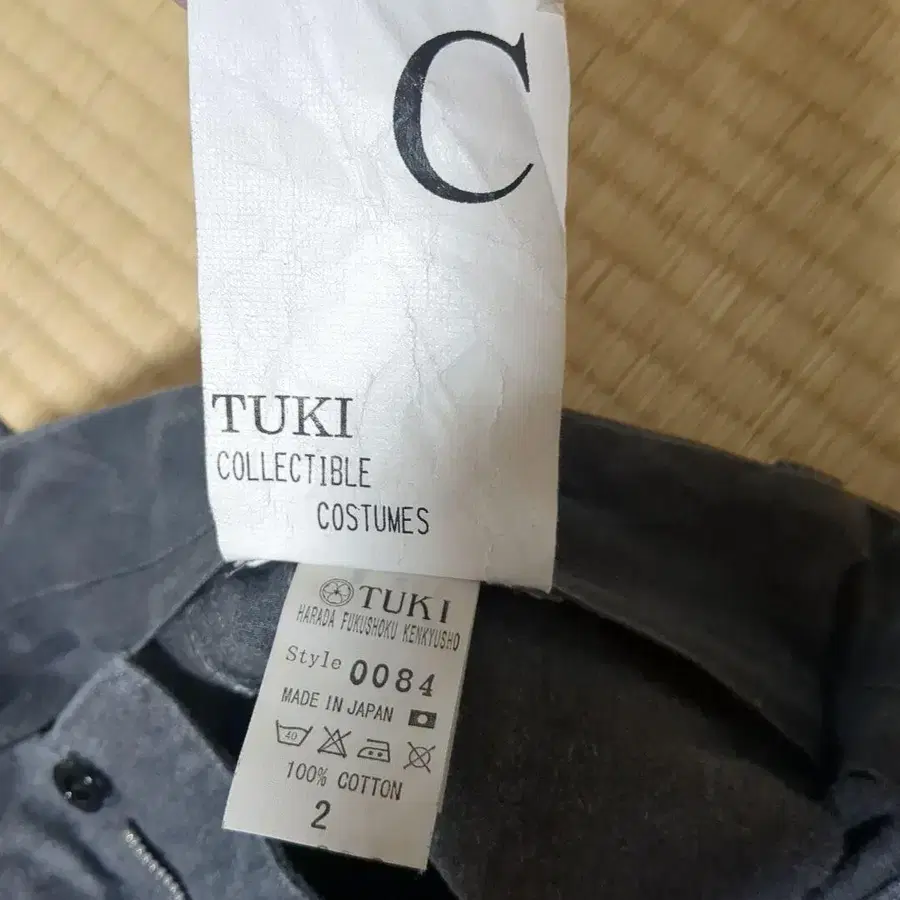 C
TUKI
COLLECTIBLE
COSTUMES
TUKI
HARADA FUKUSHOKU KENKYUSHO
Style 0084
MADE IN JAPAN
40
100% COTTON
2